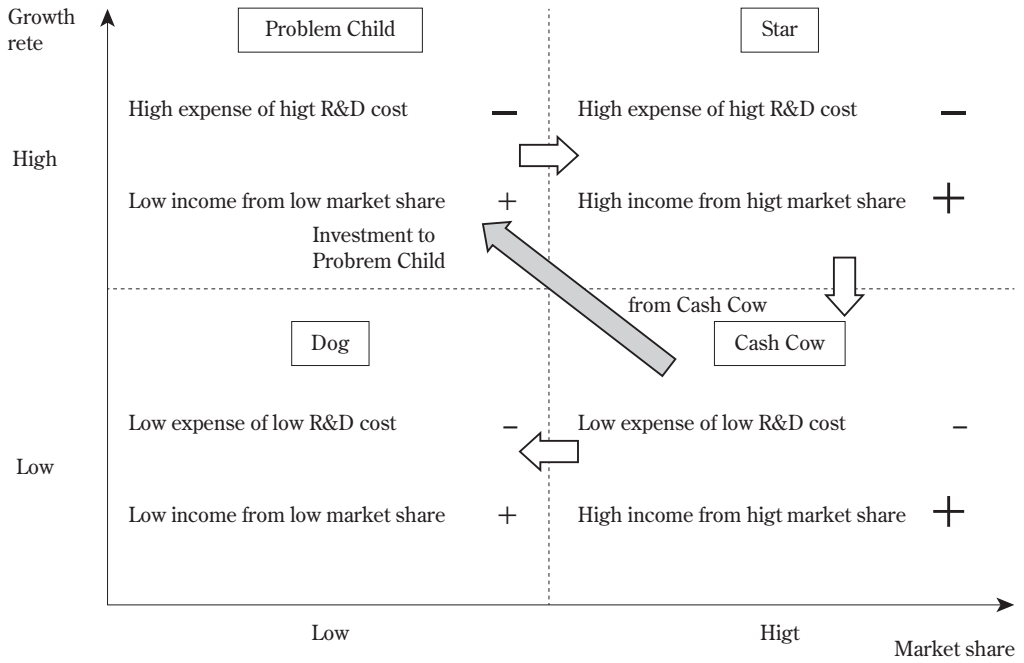 Growth
rete
Problem Child
Star
High expense of higt R&D cost −
High expense of higt R&D cost −
High
Low income from low market share +
High income from higt market share +
Investment to
Probrem Child
from Cash Cow
Dog
Cash Cow
Low expense of low R&D cost −
Low expense of low R&D cost −
Low
Low income from low market share +
High income from higt market share +
Low
Higt
Market share